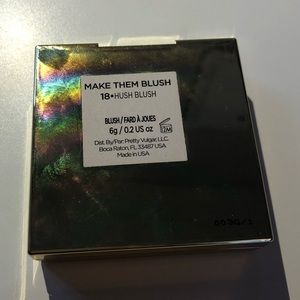 MAKE THEM BLUSH
18•HUSH BLUSH
BLUSH / FARD À JOUES
6g / 0.2 US oz
12M
Dist. By/Par: Pretty Vulgar, LLC.
Boca Raton, FL 33487 USA
Made in USA